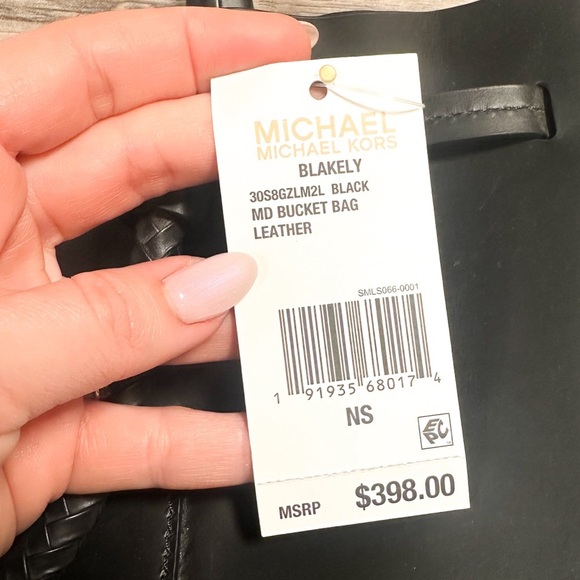 MICHAEL
MICHAEL KORS
BLAKELY
30S8GZLM2L BLACK
MD BUCKET BAG
LEATHER
SMLS066-0001
1 91935 68017 4
NS
EPC
MSRP $398.00